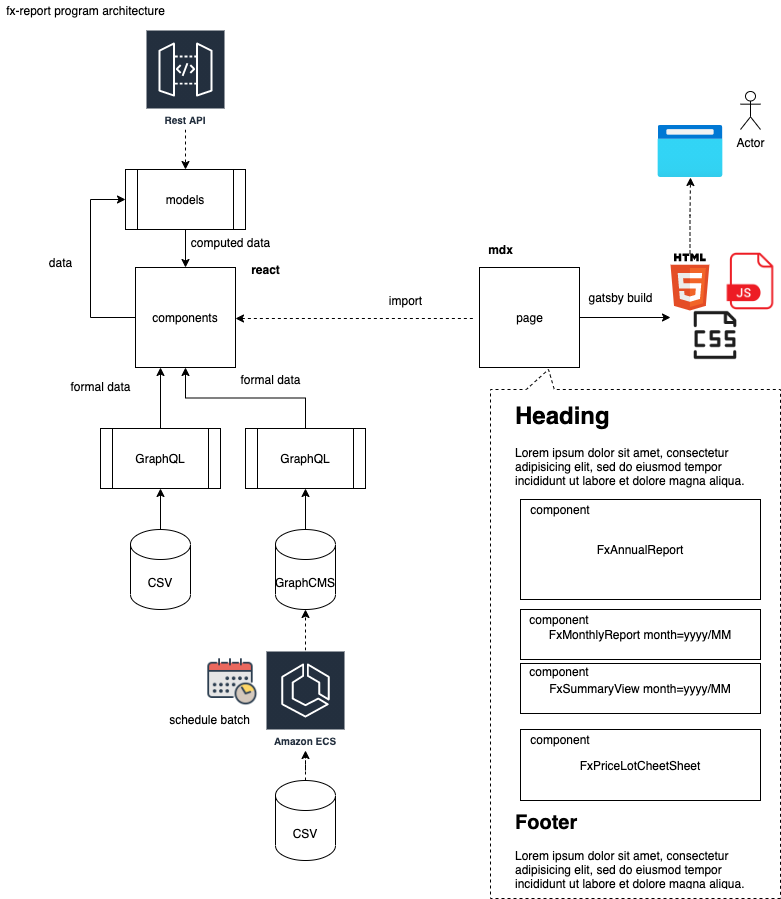 fx-report program architecture
</>
Rest API
Actor
models
computed data
data
react
mdx
HTML
5
JS
CSS
components
import
page
gatsby build
formal data
formal data
GraphQL
GraphQL
Heading
Lorem ipsum dolor sit amet, consectetur
adipisicing elit, sed do eiusmod tempor
incididunt ut labore et dolore magna aliqua.
component
FxAnnualReport
CSV
GraphCMS
component
FxMonthlyReport month=yyyy/MM
component
FxSummaryView month=yyyy/MM
schedule batch
Amazon ECS
component
FxPriceLotCheetSheet
CSV
Footer
Lorem ipsum dolor sit amet, consectetur
adipisicing elit, sed do eiusmod tempor
incididunt ut labore et dolore magna aliqua.